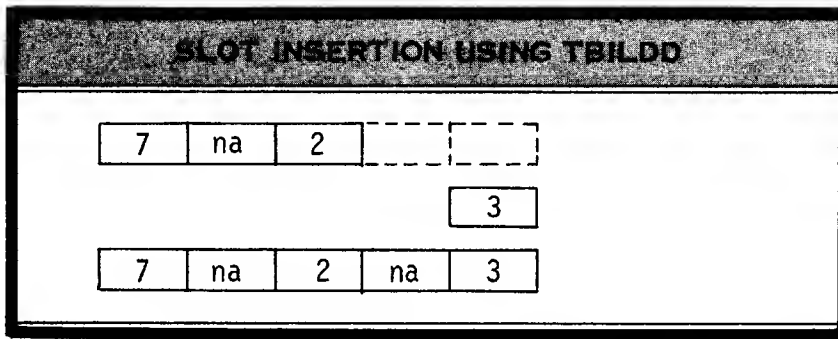 SLOT INSERTION USING TBILDD
7 na 2
3
7 na 2 na 3